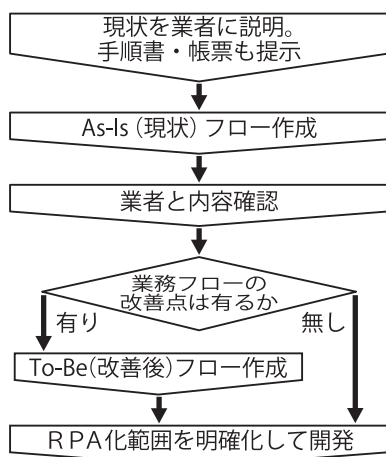 現状を業者に説明。
手順書・帳票も提示
As-Is（現状）フロー作成
業者と内容確認
業務フローの
改善点は有るか
有り
無し
To-Be(改善後)フロー作成
ＲＰＡ化範囲を明確化して開発